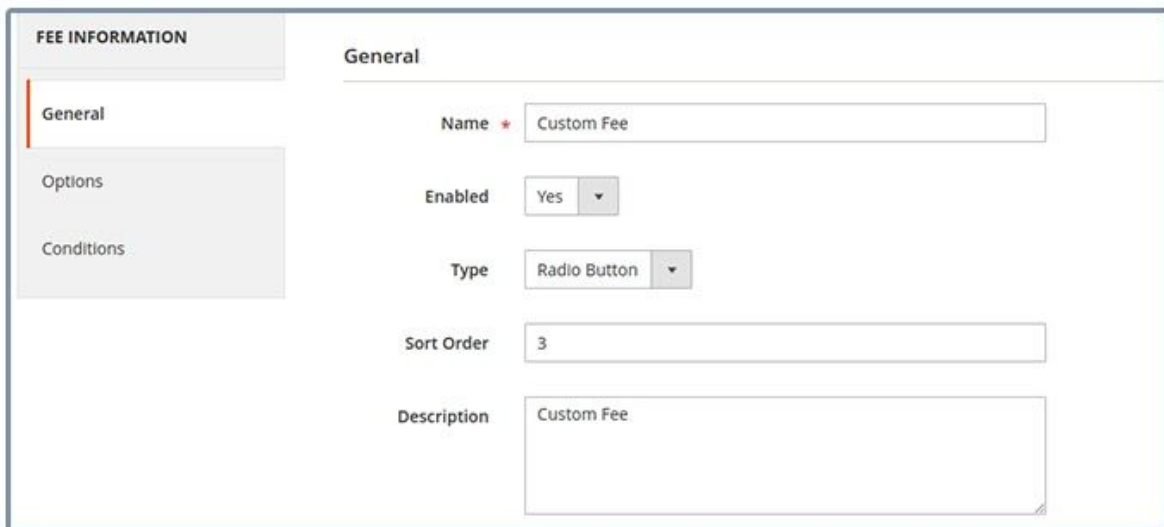 FEE INFORMATION
General
Options
Conditions
General
Name *
Custom Fee
Enabled
Yes
Type
Radio Button
Sort Order
3
Description
Custom Fee